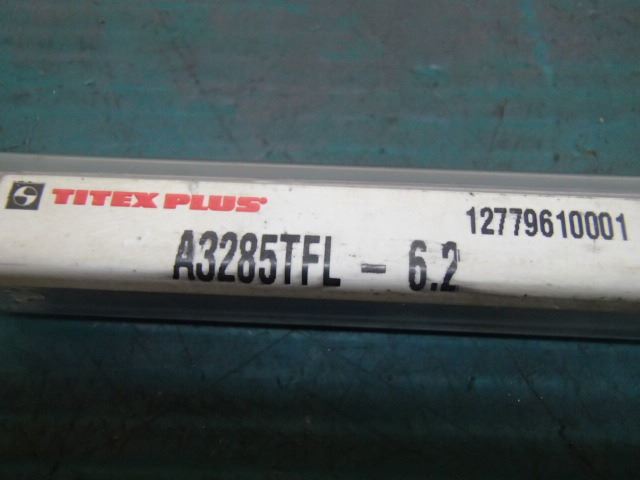 TITEX PLUS
12779610001
A3285TFL - 6.2